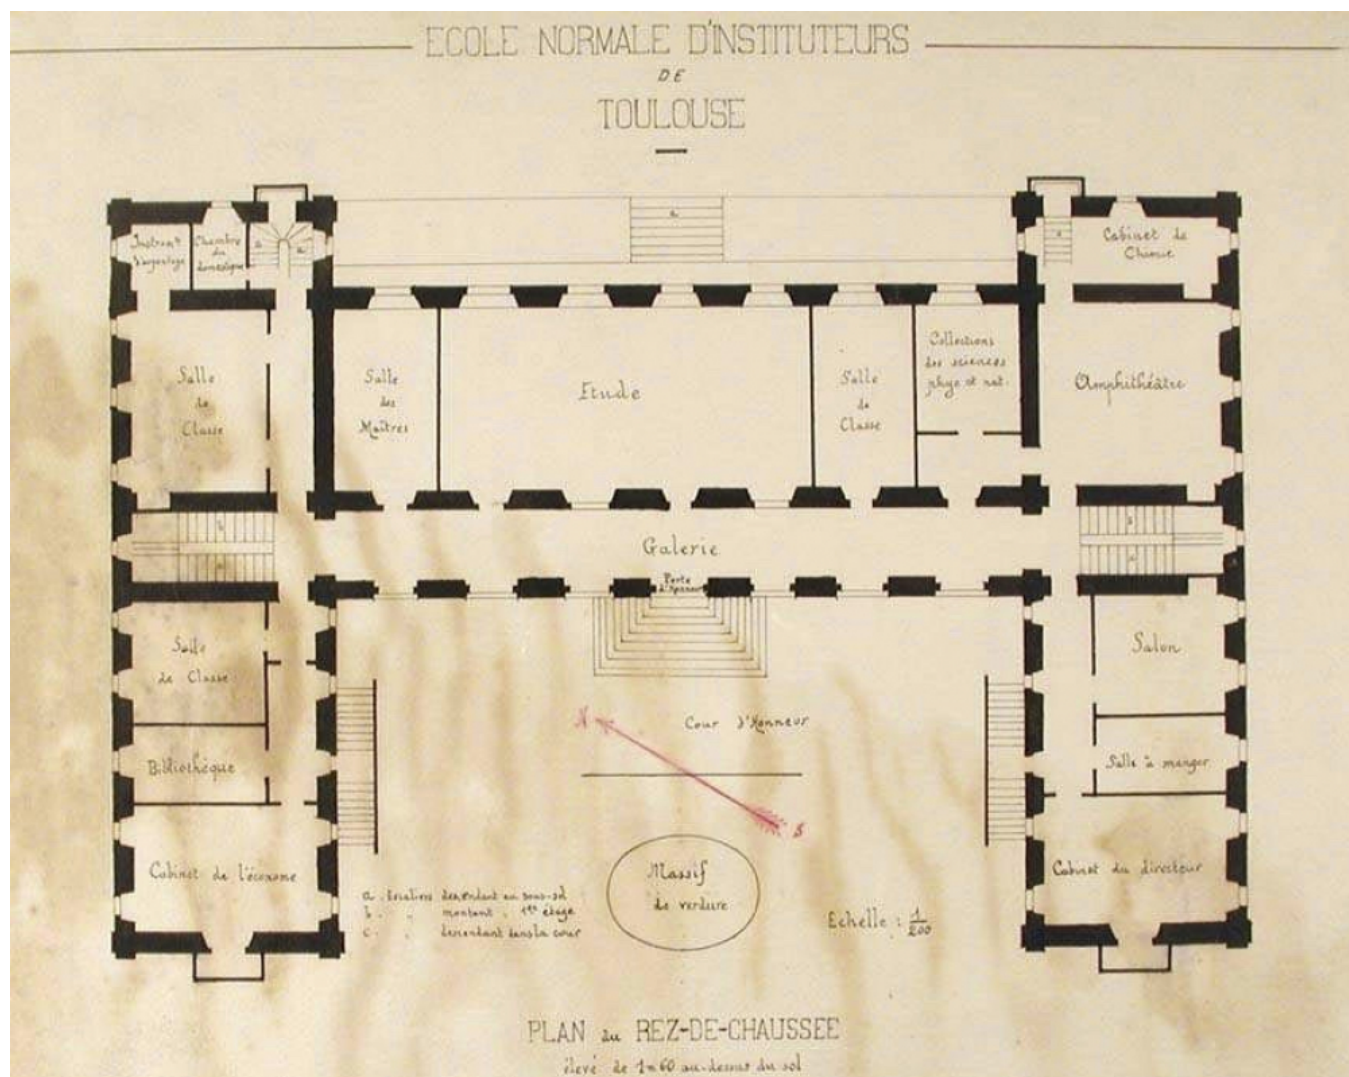 ECOLE NORMALE D'INSTITUTEURS
DE
TOULOUSE
Instrumts
d'arpentage
Chambre
du
domestique
a
a
a
a
Cabinet de
Chimie
Salle
de
Classe
Salle
des
Maîtres
Etude
Salle
de
Classe
Collections
des sciences
phys et nat.
Amphithéâtre
b
a
Galerie
b
a
Porte
d'Honneur
Salle
de Classe
Salon
N
Cour d'Honneur
Bibliothèque
Salle à manger
S
Cabinet de l'économe
Massif
de verdure
Cabinet du directeur
a. Escaliers descendant au sous-sol
b. " montant " 1er étage
c. " descendant dans la cour
Echelle : 1/200
PLAN du REZ-DE-CHAUSSEE
élevé de 1m60 au-dessus du sol